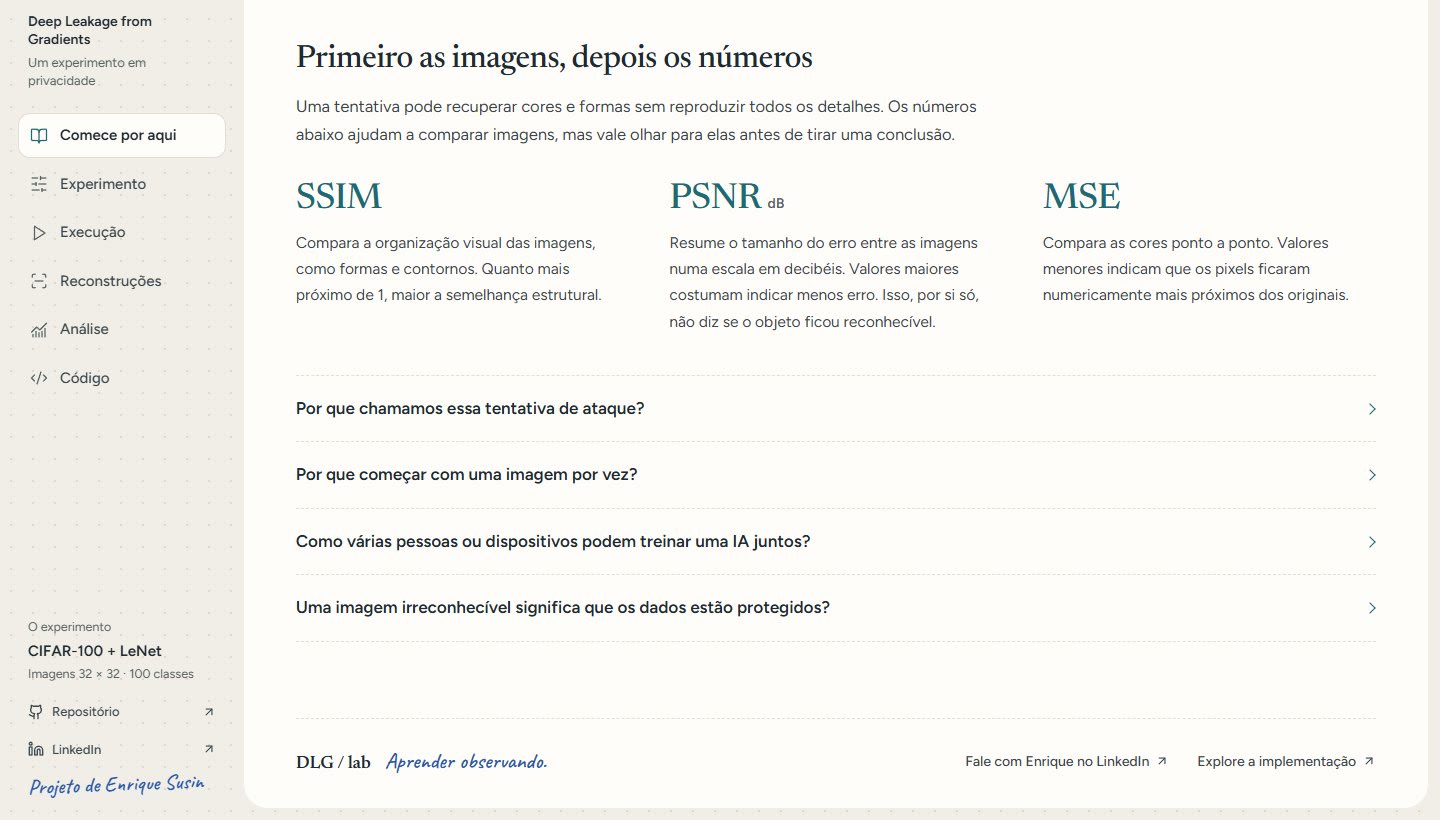 Deep Leakage from
Gradients
Um experimento em
privacidade
Comece por aqui
Experimento
Execução
Reconstruções
Análise
Código
O experimento
CIFAR-100 + LeNet
Imagens 32 × 32 · 100 classes
Repositório
LinkedIn
Projeto de Enrique Susin
Primeiro as imagens, depois os números
Uma tentativa pode recuperar cores e formas sem reproduzir todos os detalhes. Os números
abaixo ajudam a comparar imagens, mas vale olhar para elas antes de tirar uma conclusão.
SSIM
Compara a organização visual das imagens,
como formas e contornos. Quanto mais
próximo de 1, maior a semelhança estrutural.
PSNR dB
Resume o tamanho do erro entre as imagens
numa escala em decibéis. Valores maiores
costumam indicar menos erro. Isso, por si só,
não diz se o objeto ficou reconhecível.
MSE
Compara as cores ponto a ponto. Valores
menores indicam que os pixels ficaram
numericamente mais próximos dos originais.
Por que chamamos essa tentativa de ataque?
Por que começar com uma imagem por vez?
Como várias pessoas ou dispositivos podem treinar uma IA juntos?
Uma imagem irreconhecível significa que os dados estão protegidos?
DLG / lab Aprender observando.
Fale com Enrique no LinkedIn
Explore a implementação